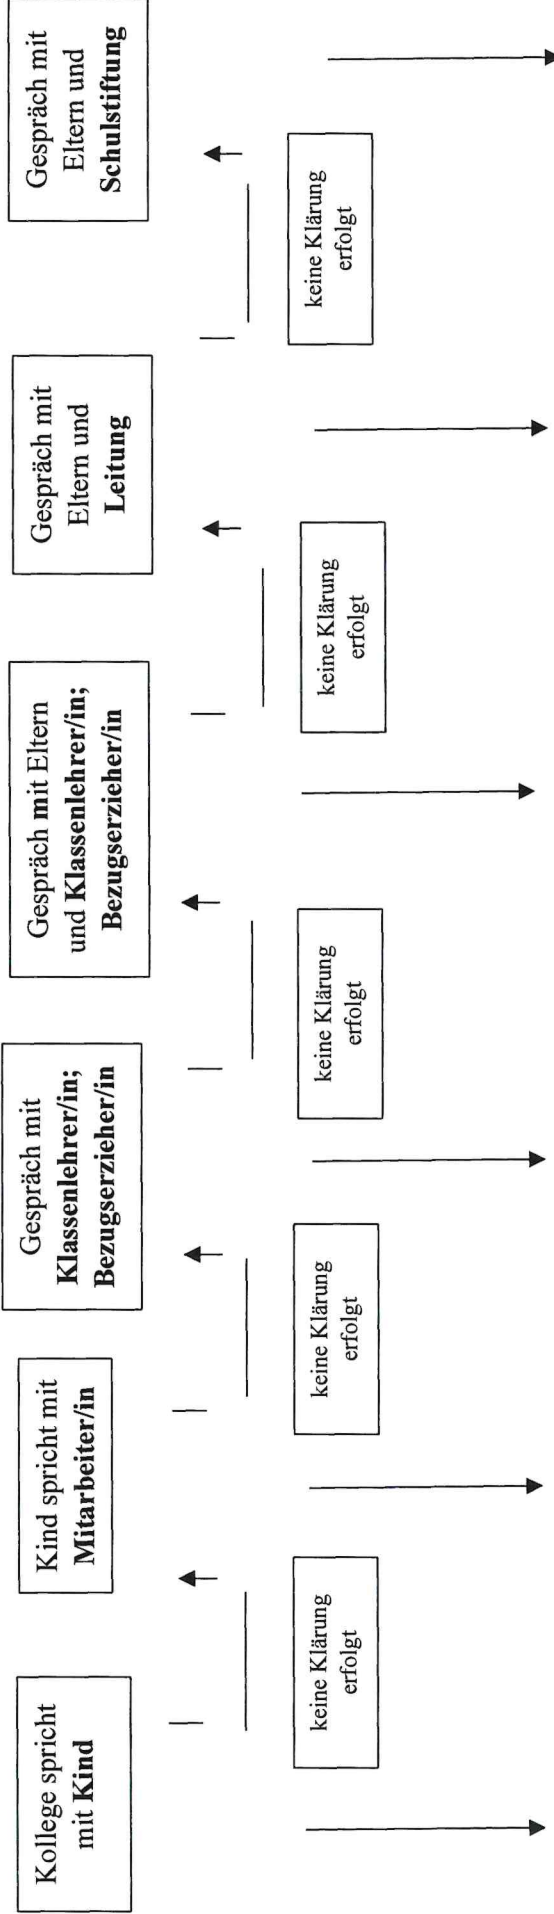 Kollege spricht
mit Kind
Kind spricht mit
Mitarbeiter/in
Gespräch mit
Klassenlehrer/in;
Bezugserzieher/in
Gespräch mit Eltern
und Klassenlehrer/in;
Bezugserzieher/in
Gespräch mit
Eltern und
Leitung
Gespräch mit
Eltern und
Schulstiftung
keine Klärung
erfolgt
keine Klärung
erfolgt
keine Klärung
erfolgt
keine Klärung
erfolgt
keine Klärung
erfolgt